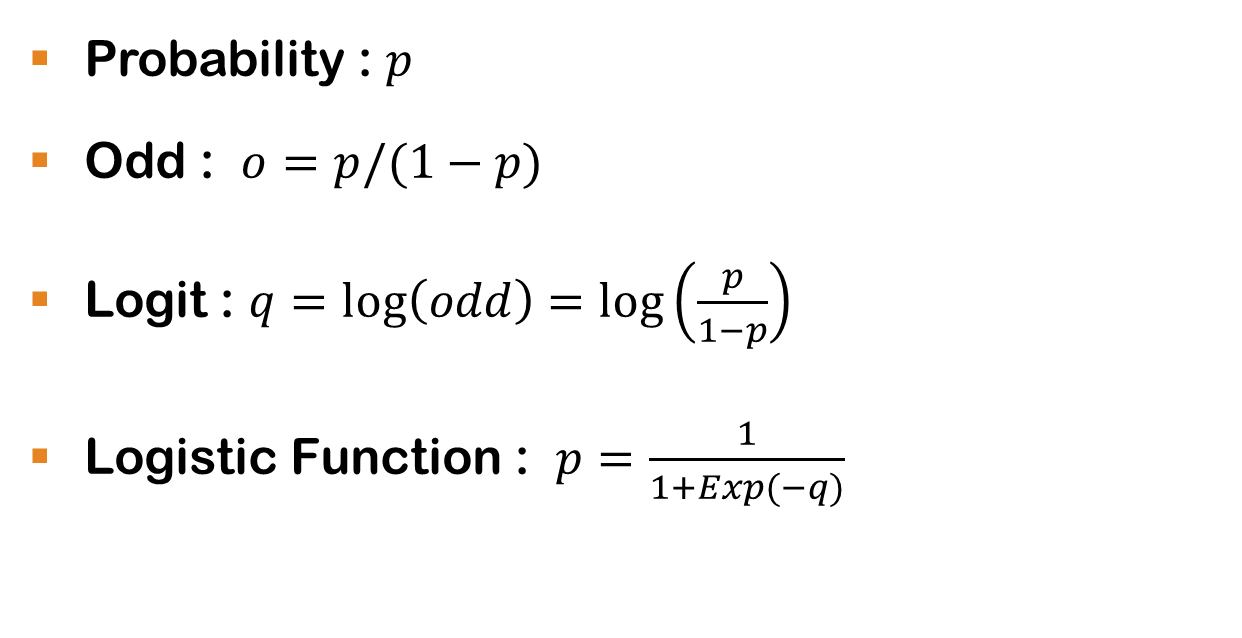 ▪ Probability : p
▪ Odd : o = p/(1 − p)
▪ Logit : q = log(odd) = log(p/(1−p))
▪ Logistic Function : p = 1/(1+Exp(−q))